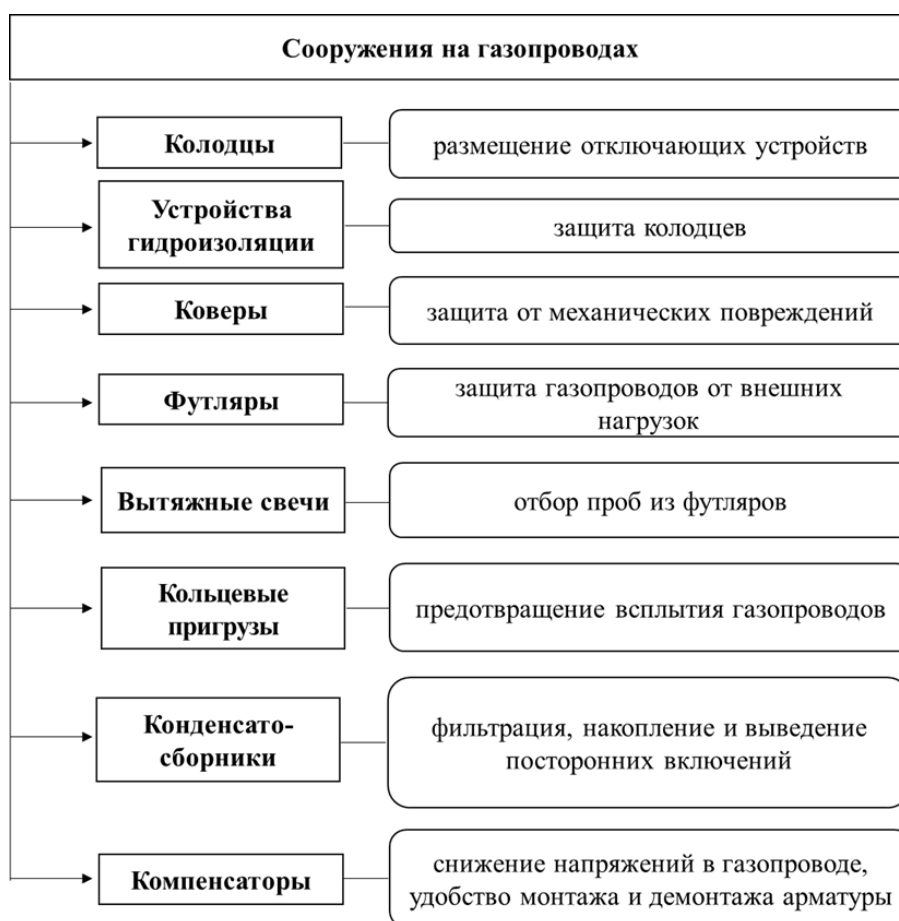 Сооружения на газопроводах
Колодцы
размещение отключающих устройств
Устройства
гидроизоляции
защита колодцев
Коверы
защита от механических повреждений
Футляры
защита газопроводов от внешних
нагрузок
Вытяжные свечи
отбор проб из футляров
Кольцевые
пригрузы
предотвращение всплытия газопроводов
Конденсато-
сборники
фильтрация, накопление и выведение
посторонних включений
Компенсаторы
снижение напряжений в газопроводе,
удобство монтажа и демонтажа арматуры